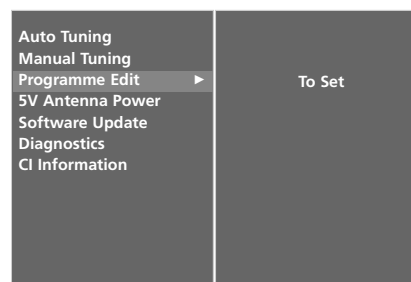 Auto Tuning
Manual Tuning
Programme Edit ►
To Set
5V Antenna Power
Software Update
Diagnostics
CI Information